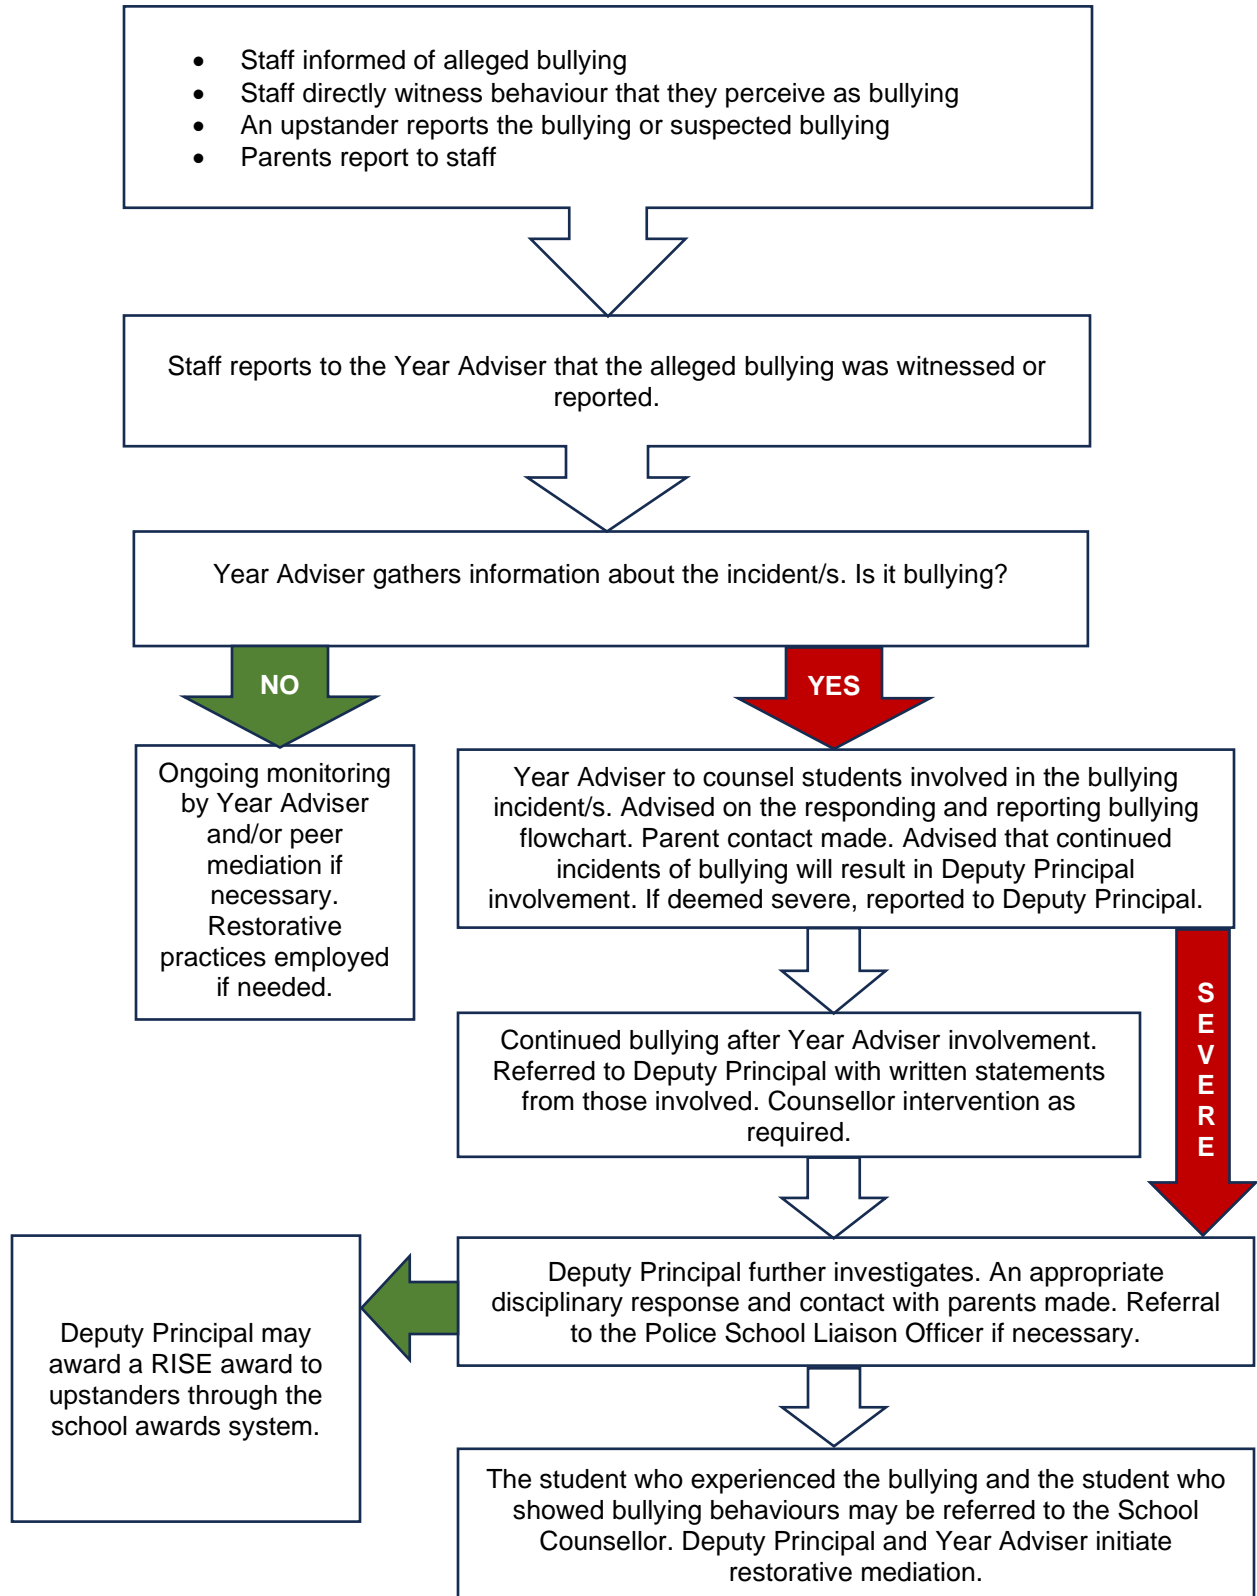 • Staff informed of alleged bullying
• Staff directly witness behaviour that they perceive as bullying
• An upstander reports the bullying or suspected bullying
• Parents report to staff
Staff reports to the Year Adviser that the alleged bullying was witnessed or
reported.
Year Adviser gathers information about the incident/s. Is it bullying?
NO
YES
Ongoing monitoring
by Year Adviser
and/or peer
mediation if
necessary.
Restorative
practices employed
if needed.
Year Adviser to counsel students involved in the bullying
incident/s. Advised on the responding and reporting bullying
flowchart. Parent contact made. Advised that continued
incidents of bullying will result in Deputy Principal
involvement. If deemed severe, reported to Deputy Principal.
S
E
V
E
R
E
Continued bullying after Year Adviser involvement.
Referred to Deputy Principal with written statements
from those involved. Counsellor intervention as
required.
Deputy Principal further investigates. An appropriate
disciplinary response and contact with parents made. Referral
to the Police School Liaison Officer if necessary.
Deputy Principal may
award a RISE award to
upstanders through the
school awards system.
The student who experienced the bullying and the student who
showed bullying behaviours may be referred to the School
Counsellor. Deputy Principal and Year Adviser initiate
restorative mediation.